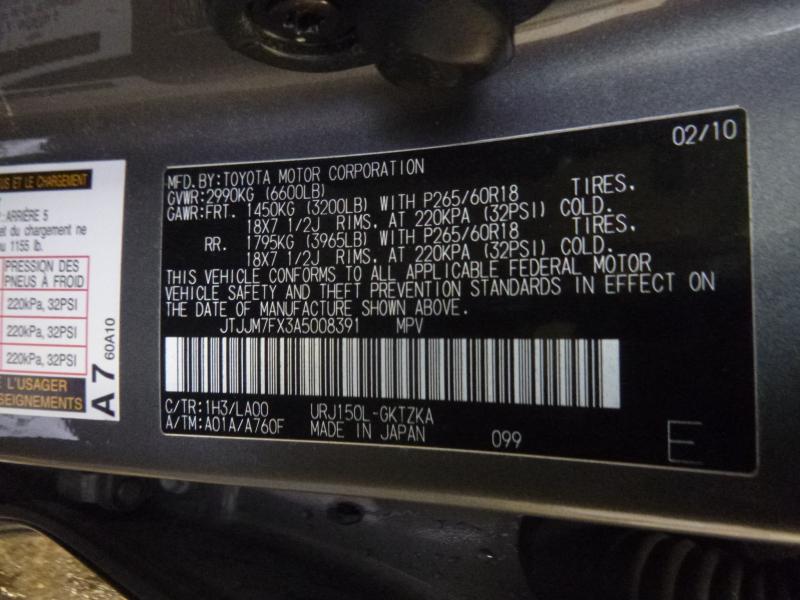 US ET LE CHARGEMENT
: ARRIÈRE 5
et du chargement ne
u 1155 lb.
PRESSION DES
PNEUS À FROID
220kPa, 32PSI
220kPa, 32PSI
220kPa, 32PSI
E L'USAGER
SEIGNEMENTS
A 7 60A10
02/10
MFD.BY:TOYOTA MOTOR CORPORATION
GVWR:2990KG (6600LB)
GAWR:FRT. 1450KG (3200LB) WITH P265/60R18 TIRES.
18X7 1/2J RIMS. AT 220KPA (32PSI) COLD.
RR. 1795KG (3965LB) WITH P265/60R18 TIRES.
18X7 1/2J RIMS. AT 220KPA (32PSI) COLD.
THIS VEHICLE CONFORMS TO ALL APPLICABLE FEDERAL MOTOR
VEHICLE SAFETY AND THEFT PREVENTION STANDARDS IN EFFECT ON
THE DATE OF MANUFACTURE SHOWN ABOVE.
JTJJM7FX3A5008391 MPV
C/TR:1H3/LA00 URJ150L-GKTZKA
A/TM:A01A/A760F MADE IN JAPAN 099 E